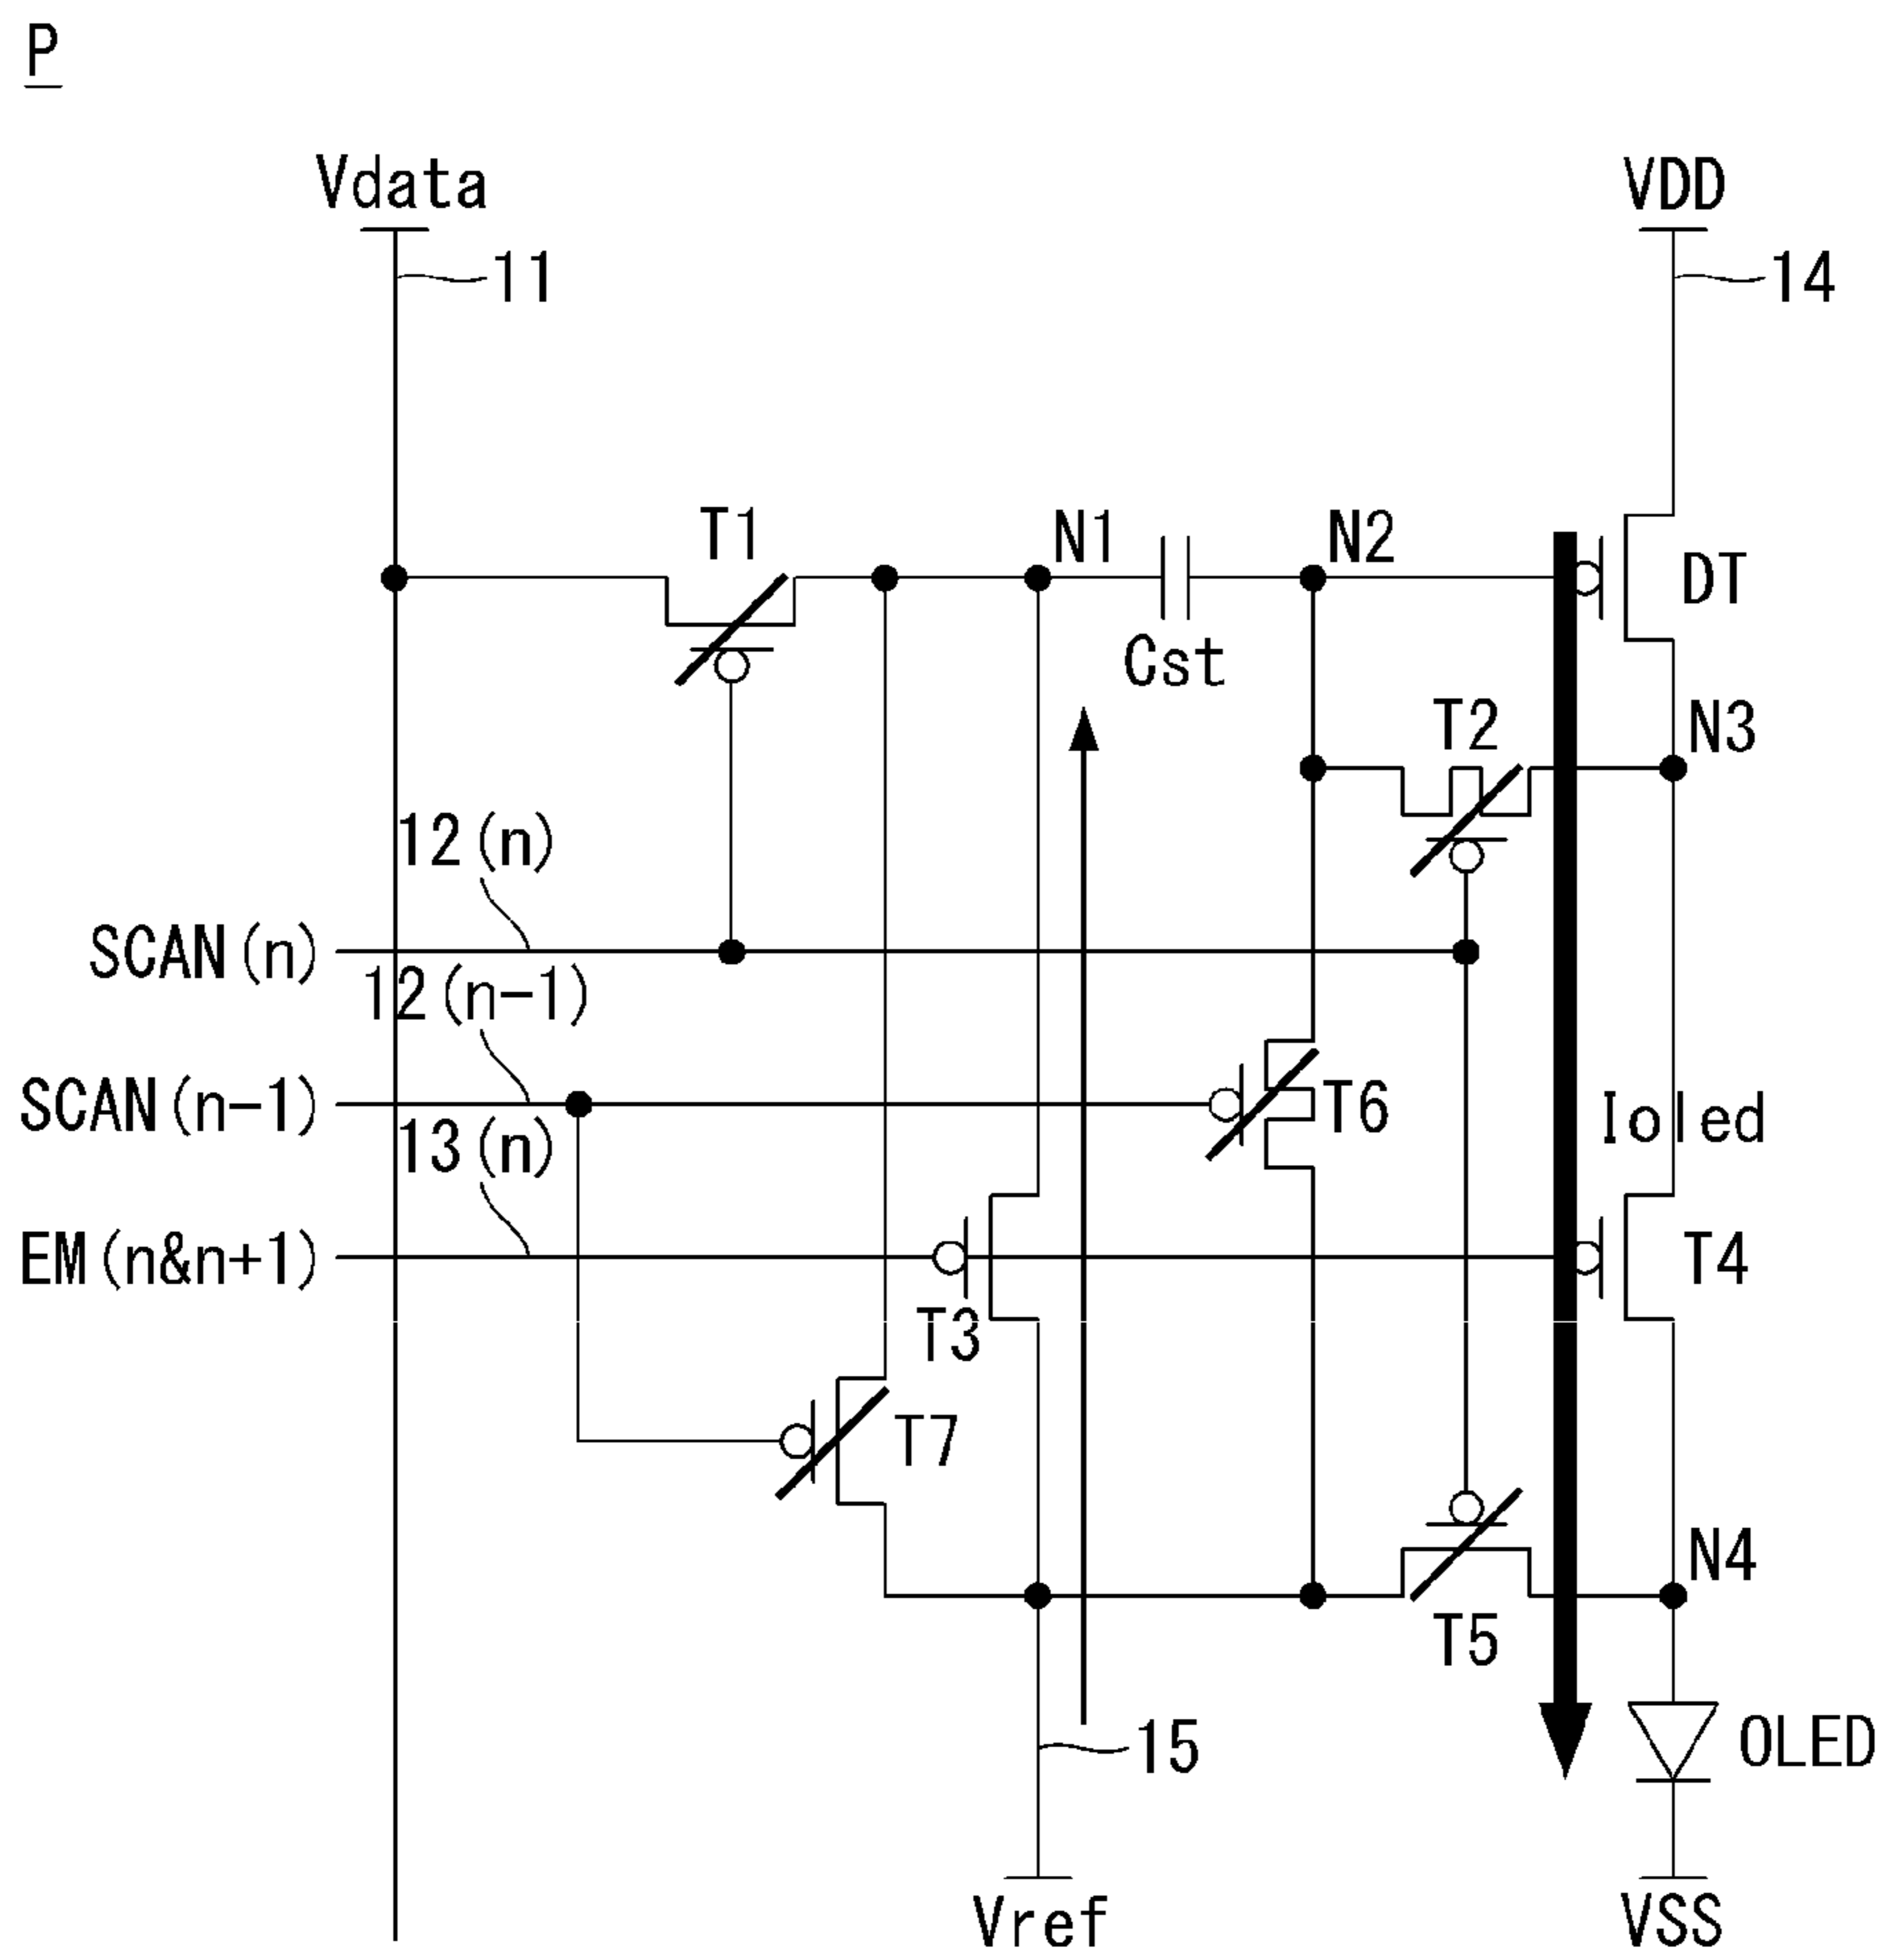 P
Vdata
VDD
11
14
T1
N1
N2
DT
Cst
T2
N3
12(n)
SCAN(n)
12(n-1)
SCAN(n-1)
T6
Ioled
13(n)
EM(n&n+1)
T4
T3
T7
N4
T5
15
OLED
Vref
VSS